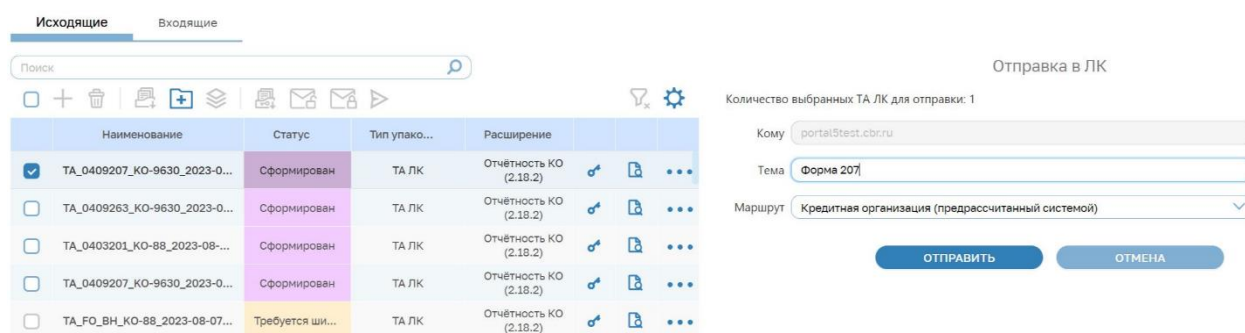 Исходящие Входящие
Поиск
Наименование Статус Тип упако... Расширение
TA_0409207_KO-9630_2023-0... Сформирован ТА ЛК Отчётность КО
(2.18.2)
TA_0409263_KO-9630_2023-0... Сформирован ТА ЛК Отчётность КО
(2.18.2)
TA_0403201_KO-88_2023-08-... Сформирован ТА ЛК Отчётность КО
(2.18.2)
TA_0409207_KO-9630_2023-0... Сформирован ТА ЛК Отчётность КО
(2.18.2)
TA_FO_BH_KO-88_2023-08-07... Требуется ши... ТА ЛК Отчётность КО
(2.18.2)
Отправка в ЛК
Количество выбранных ТА ЛК для отправки: 1
Кому portal5test.cbr.ru
Тема Форма 207
Маршрут Кредитная организация (предрассчитанный системой)
ОТПРАВИТЬ ОТМЕНА